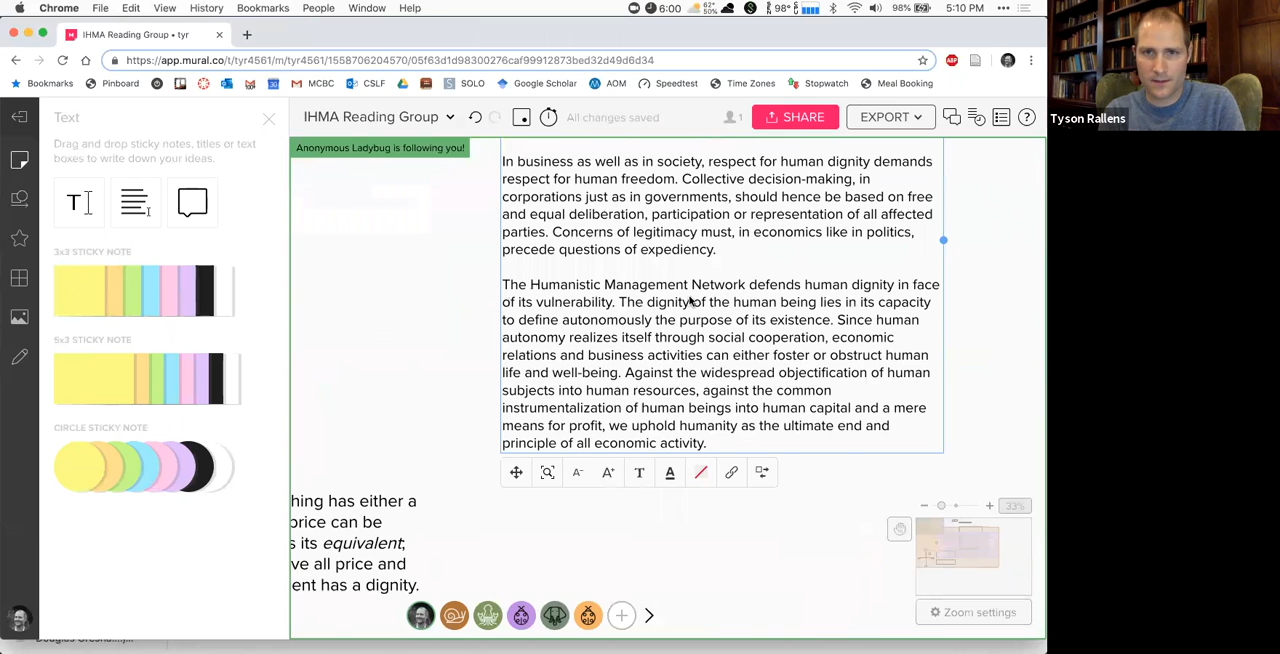 Chrome File Edit View History Bookmarks People Window Help
6:00 62° 50% 98° 98% 5:10 PM
IHMA Reading Group • tyr
https://app.mural.co/t/tyr4561/m/tyr4561/1558706204970/05f63d1d98300276caf99912873bed32d49d6d34
Bookmarks Pinboard MCBC CSLF SOLO Google Scholar AOM Speedtest Time Zones Stopwatch Meal Booking
Tyson Rallens
Text
IHMA Reading Group All changes saved 1 SHARE EXPORT
Drag and drop sticky notes, titles or text
boxes to write down your ideas.
T
3x3 STICKY NOTE
5x3 STICKY NOTE
CIRCLE STICKY NOTE
Anonymous Ladybug is following you!
In business as well as in society, respect for human dignity demands
respect for human freedom. Collective decision-making, in
corporations just as in governments, should hence be based on free
and equal deliberation, participation or representation of all affected
parties. Concerns of legitimacy must, in economics like in politics,
precede questions of expediency.
The Humanistic Management Network defends human dignity in face
of its vulnerability. The dignity of the human being lies in its capacity
to define autonomously the purpose of its existence. Since human
autonomy realizes itself through social cooperation, economic
relations and business activities can either foster or obstruct human
life and well-being. Against the widespread objectification of human
subjects into human resources, against the common
instrumentalization of human beings into human capital and a mere
means for profit, we uphold humanity as the ultimate end and
principle of all economic activity.
A- A+ T A
hing has either a
price can be
s its equivalent;
ve all price and
ent has a dignity.
33%
Zoom settings